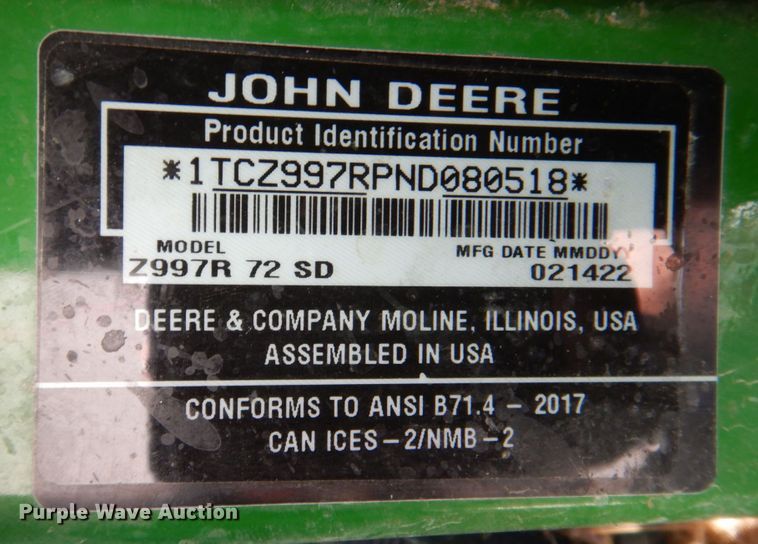 JOHN DEERE
Product Identification Number
*1TCZ997RPND080518*
MODEL MFG DATE MMDDYY
Z997R 72 SD 021422
DEERE & COMPANY MOLINE, ILLINOIS, USA
ASSEMBLED IN USA
CONFORMS TO ANSI B71.4 – 2017
CAN ICES – 2/NMB – 2
Purple Wave Auction